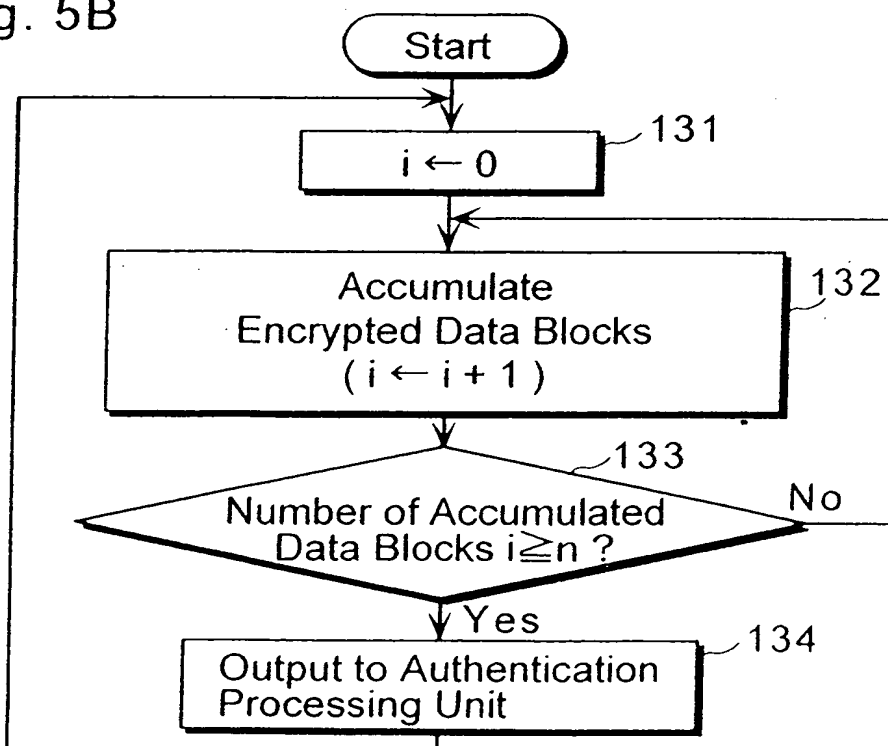 g. 5B
Start
131
i ← 0
132
Accumulate
Encrypted Data Blocks
( i ← i + 1 )
133
Number of Accumulated
Data Blocks i≧n ?
No
Yes
134
Output to Authentication
Processing Unit